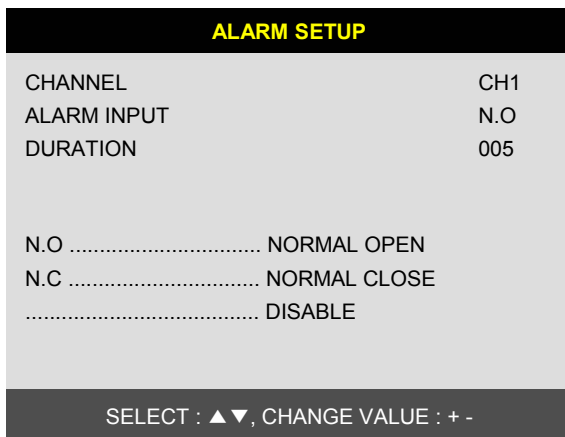 ALARM SETUP
CHANNEL CH1
ALARM INPUT N.O
DURATION 005
N.O ................................ NORMAL OPEN
N.C ................................ NORMAL CLOSE
....................................... DISABLE
SELECT : ▲▼, CHANGE VALUE : + -